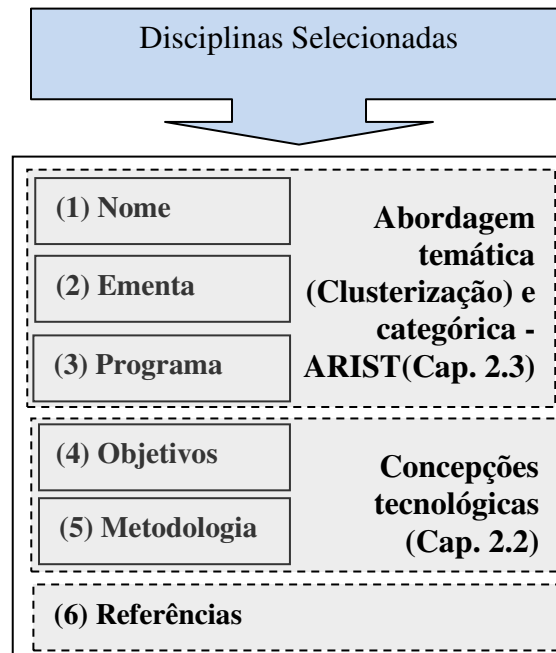 Disciplinas Selecionadas
(1) Nome
(2) Ementa
(3) Programa
Abordagem
temática
(Clusterização) e
categórica -
ARIST(Cap. 2.3)
(4) Objetivos
(5) Metodologia
Concepções
tecnológicas
(Cap. 2.2)
(6) Referências